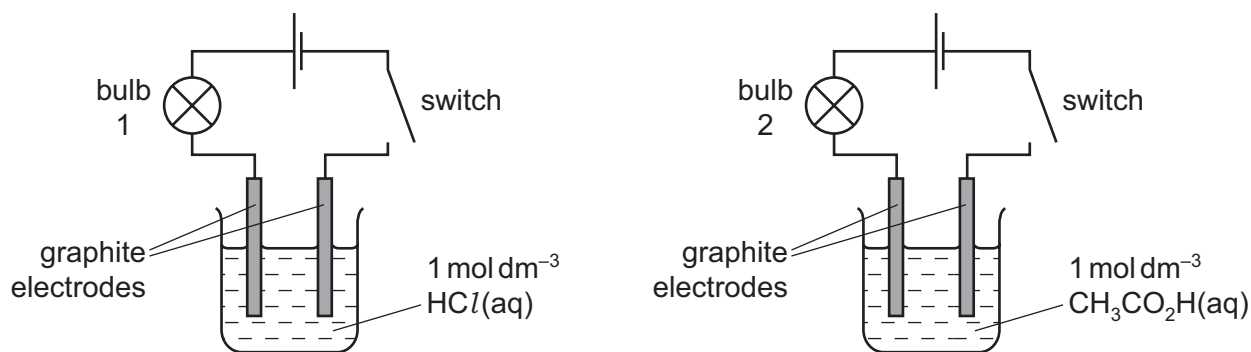 bulb
1
switch
graphite
electrodes
1 mol dm⁻³
HCl(aq)
bulb
2
switch
graphite
electrodes
1 mol dm⁻³
CH₃CO₂H(aq)